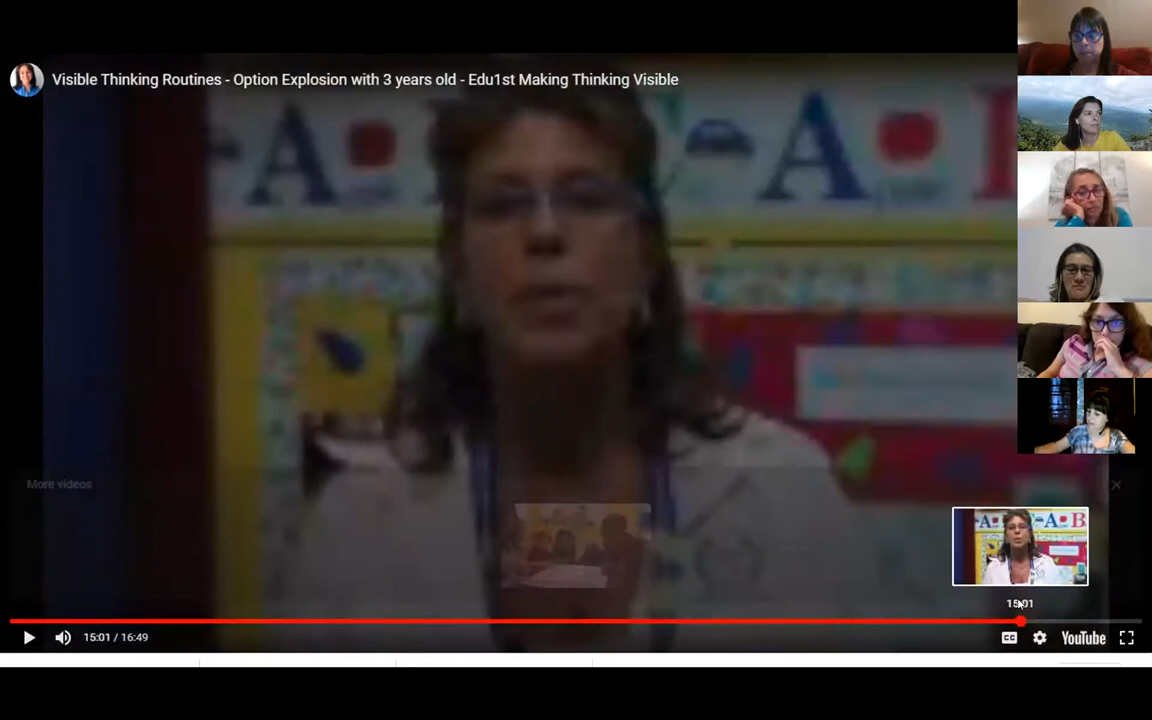 Visible Thinking Routines - Option Explosion with 3 years old - Edu1st Making Thinking Visible
A A B
More videos
A A B
15:01
15:01 / 16:49
CC
YouTube